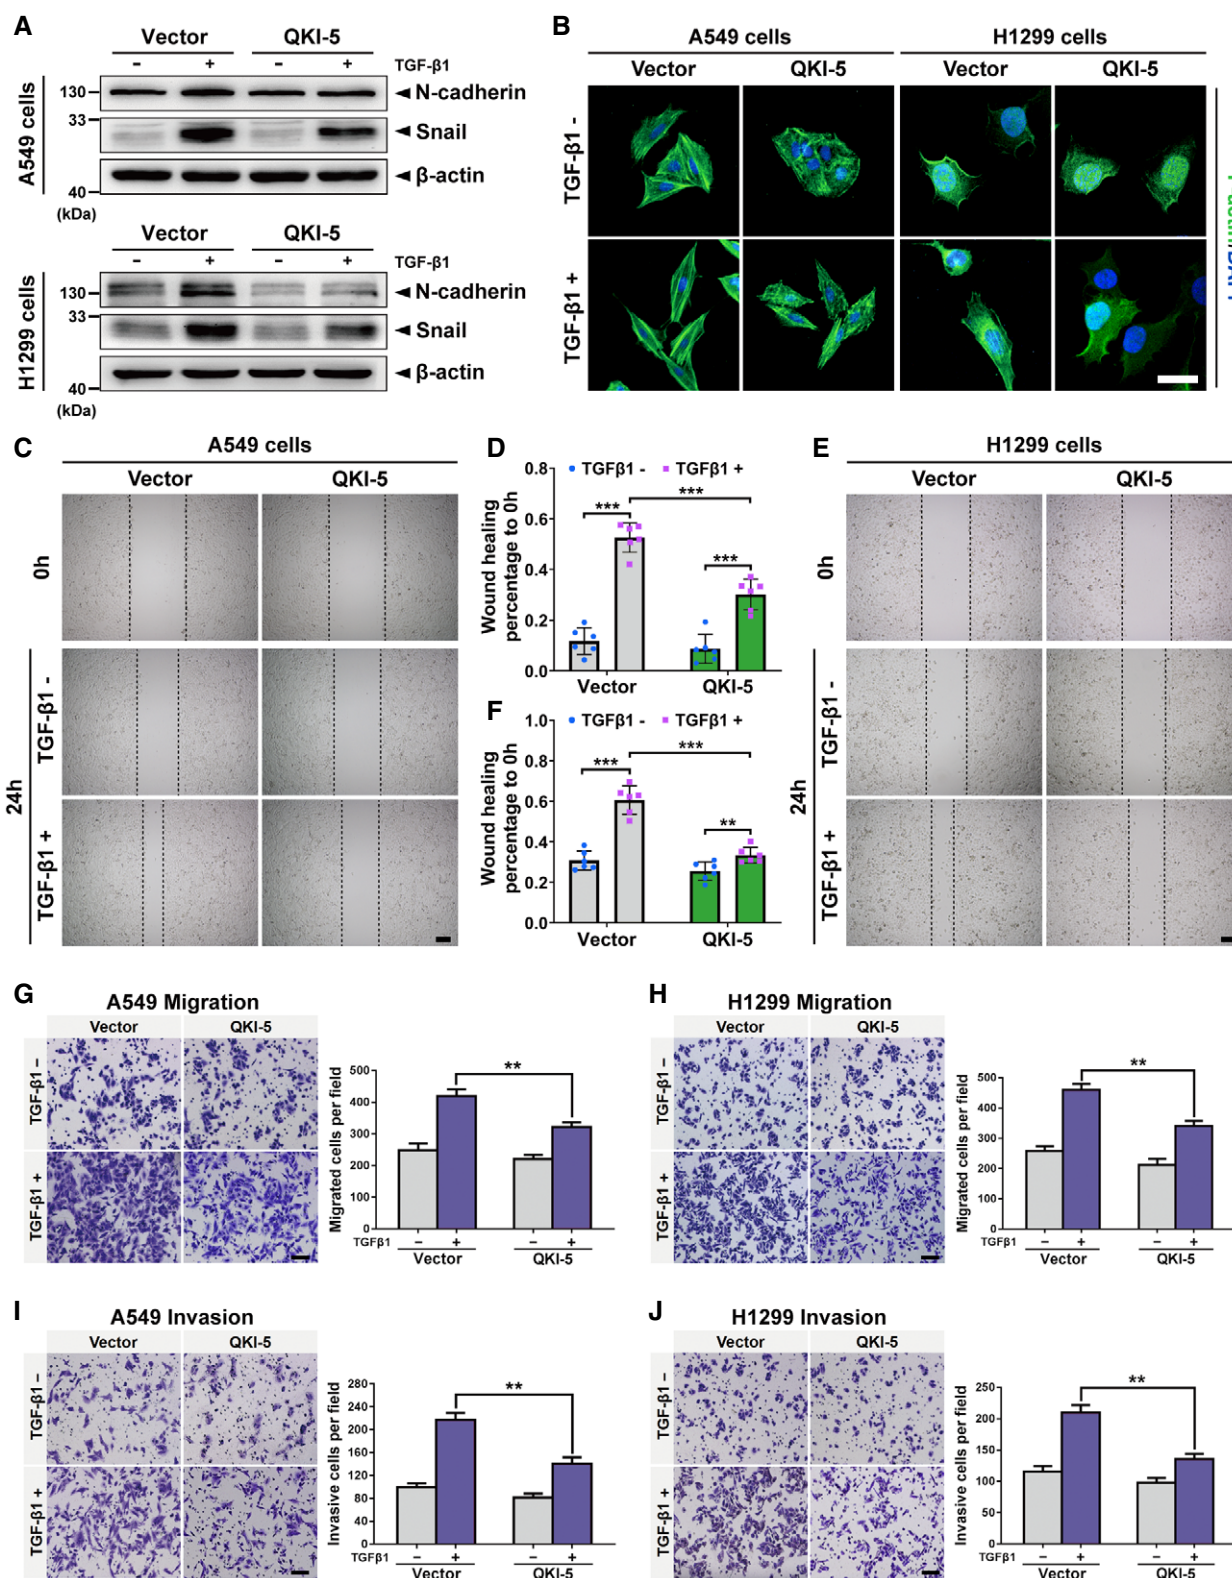 A
Vector QKI-5
− + − + TGF-β1
A549 cells
130 N-cadherin
33 Snail
β-actin
40
(kDa)
Vector QKI-5
− + − + TGF-β1
H1299 cells
130 N-cadherin
33 Snail
β-actin
40
(kDa)
B
A549 cells H1299 cells
Vector QKI-5 Vector QKI-5
TGF-β1 -
TGF-β1 +
C
A549 cells
Vector QKI-5
0h
24h
TGF-β1 -
TGF-β1 +
D
TGFβ1 - TGFβ1 +
Wound healing
percentage to 0h
0.8
0.6
0.4
0.2
0.0
*** *** ***
Vector QKI-5
E
H1299 cells
Vector QKI-5
0h
24h
TGF-β1 -
TGF-β1 +
F
TGFβ1 - TGFβ1 +
Wound healing
percentage to 0h
1.0
0.8
0.6
0.4
0.2
0.0
*** *** **
Vector QKI-5
G
A549 Migration
Vector QKI-5
TGF-β1 −
TGF-β1 +
Migrated cells per field
500
400
300
200
100
0
**
TGFβ1 − + − +
Vector QKI-5
H
H1299 Migration
Vector QKI-5
TGF-β1 −
TGF-β1 +
Migrated cells per field
500
400
300
200
100
0
**
TGFβ1 − + − +
Vector QKI-5
I
A549 Invasion
Vector QKI-5
TGF-β1 −
TGF-β1 +
Invasive cells per field
280
240
200
160
120
80
40
0
**
TGFβ1 − + − +
Vector QKI-5
J
H1299 Invasion
Vector QKI-5
TGF-β1 −
TGF-β1 +
Invasive cells per field
250
200
150
100
50
0
**
TGFβ1 − + − +
Vector QKI-5